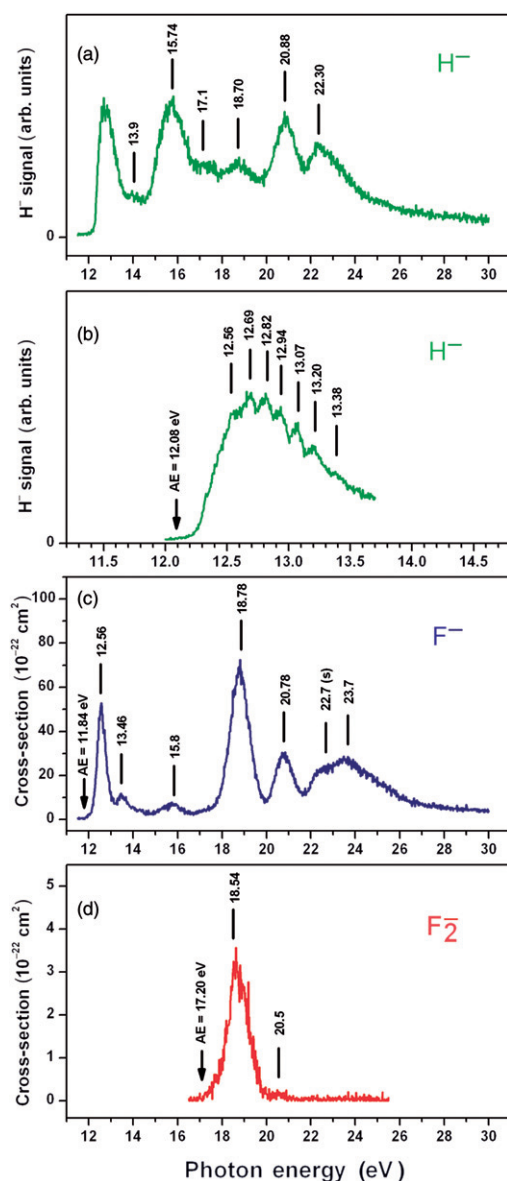 (a)
H⁻
H⁻ signal (arb. units)
0
13.9
15.74
17.1
18.70
20.88
22.30
12 14 16 18 20 22 24 26 28 30
(b)
H⁻
H⁻ signal (arb. units)
0
AE = 12.08 eV
12.56
12.69
12.82
12.94
13.07
13.20
13.38
11.5 12.0 12.5 13.0 13.5 14.0 14.5
(c)
F⁻
Cross-section (10⁻²² cm²)
100
80
60
40
20
0
AE = 11.84 eV
12.56
13.46
15.8
18.78
20.78
22.7 (s)
23.7
12 14 16 18 20 22 24 26 28 30
(d)
F₂⁻
Cross-section (10⁻²² cm²)
5
4
3
2
1
0
AE = 17.20 eV
18.54
20.5
12 14 16 18 20 22 24 26 28 30
Photon energy (eV)